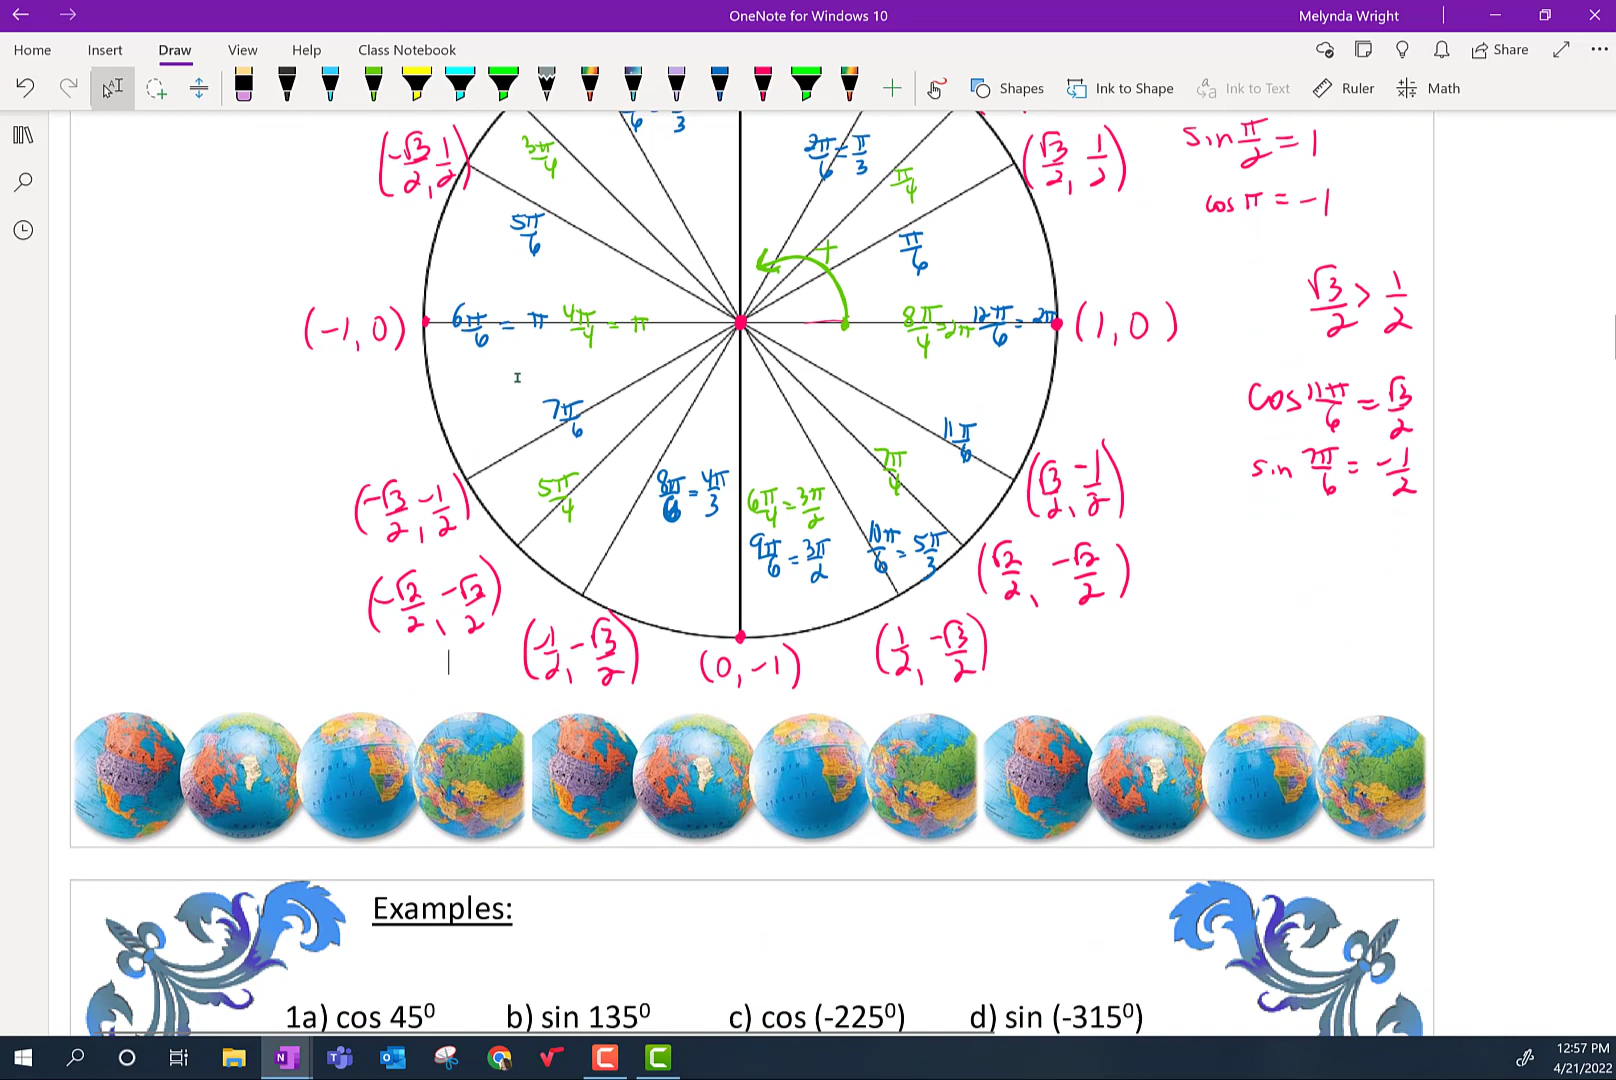 OneNote for Windows 10
Melynda Wright
Home Insert Draw View Help Class Notebook
Share
Shapes Ink to Shape Ink to Text Ruler Math
6 3
2π/6 = π/3
3π/4
π/4
(-√3/2, 1/2)
(√3/2, 1/2)
sin π/2 = 1
cos π = -1
5π/6
π/6
+
√3/2 > 1/2
(-1, 0)
6π/6 = π
4π/4 = π
8π/4 = 2π
12π/6 = 2π
(1, 0)
cos 11π/6 = √3/2
7π/6
11π/6
sin 7π/6 = -1/2
5π/4
8π/6 = 4π/3
6π/4 = 3π/2
7π/4
(-√3/2, -1/2)
(√3/2, -1/2)
9π/6 = 3π/2
10π/6 = 5π/3
(-√2/2, -√2/2)
(√2/2, -√2/2)
(-1/2, -√3/2)
(0, -1)
(1/2, -√3/2)
Examples:
1a) cos 45⁰ b) sin 135⁰ c) cos (-225⁰) d) sin (-315⁰)
12:57 PM
4/21/2022